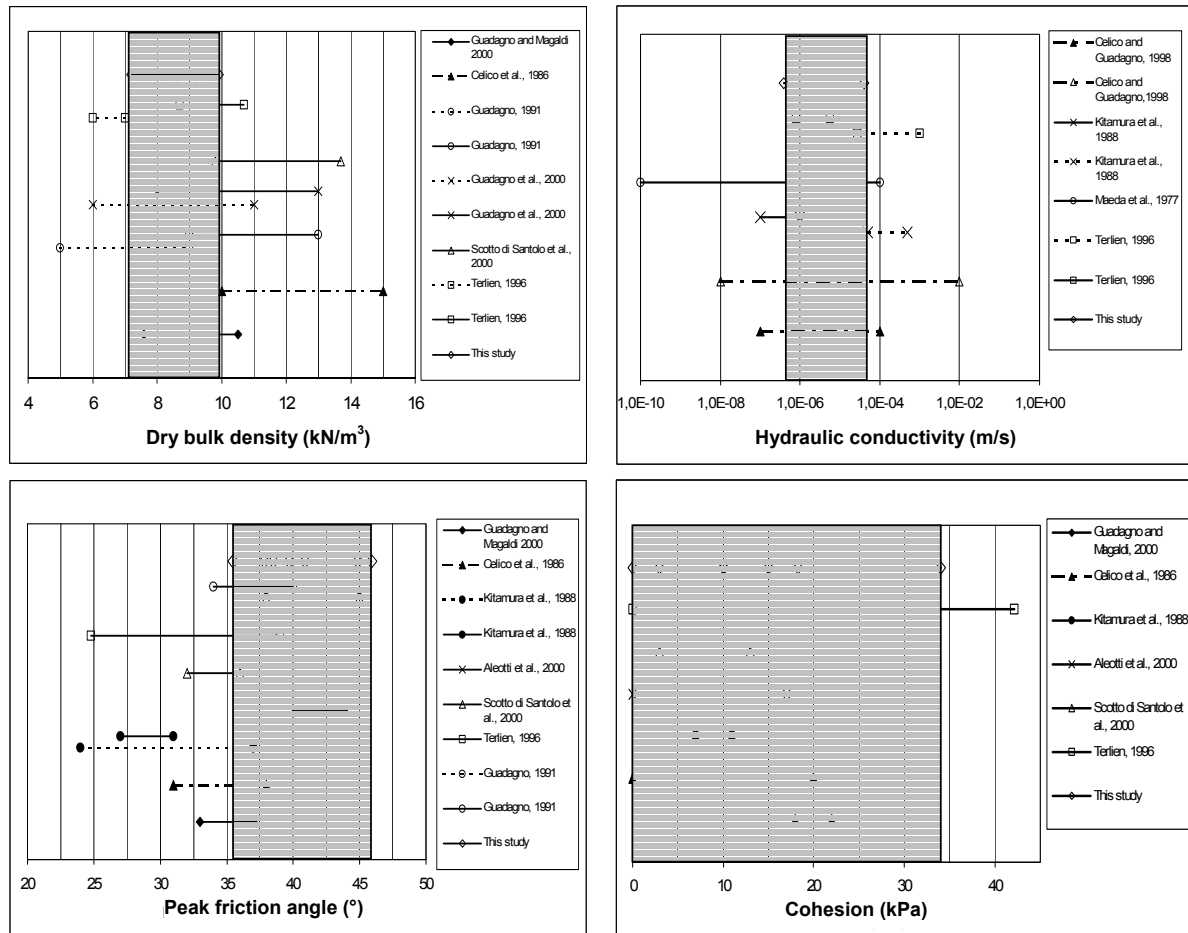 Guadagno and Magaldi
2000
Celico et al., 1986
Guadagno, 1991
Guadagno, 1991
Guadagno et al., 2000
Guadagno et al., 2000
Scotto di Santolo et al.,
2000
Terlien, 1996
Terlien, 1996
This study
4 6 8 10 12 14 16
Dry bulk density (kN/m³)
Celico and
Guadagno, 1998
Celico and
Guadagno,1998
Kitamura et al.,
1988
Kitamura et al.,
1988
Maeda et al., 1977
Terlien, 1996
Terlien, 1996
This study
1,0E-10 1,0E-08 1,0E-06 1,0E-04 1,0E-02 1,0E+00
Hydraulic conductivity (m/s)
Guadagno and
Magaldi 2000
Celico et al., 1986
Kitamura et al., 1988
Kitamura et al., 1988
Aleotti et al., 2000
Scotto di Santolo et
al., 2000
Terlien, 1996
Guadagno, 1991
Guadagno, 1991
This study
20 25 30 35 40 45 50
Peak friction angle (°)
Guadagno and
Magaldi, 2000
Celico et al., 1986
Kitamura et al., 1988
Aleotti et al., 2000
Scotto di Santolo et
al., 2000
Terlien, 1996
This study
0 20 30 40
Cohesion (kPa)